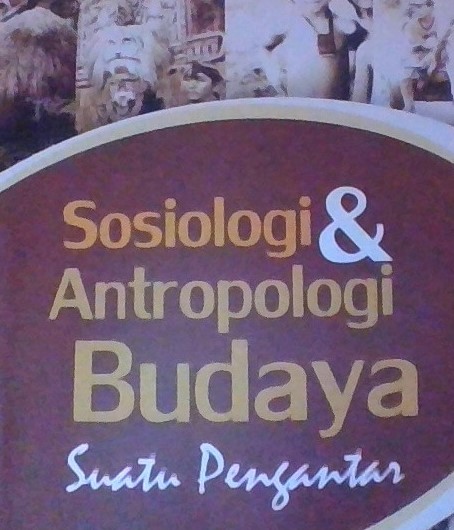 Sosiologi &
Antropologi
Budaya
Suatu Pengantar